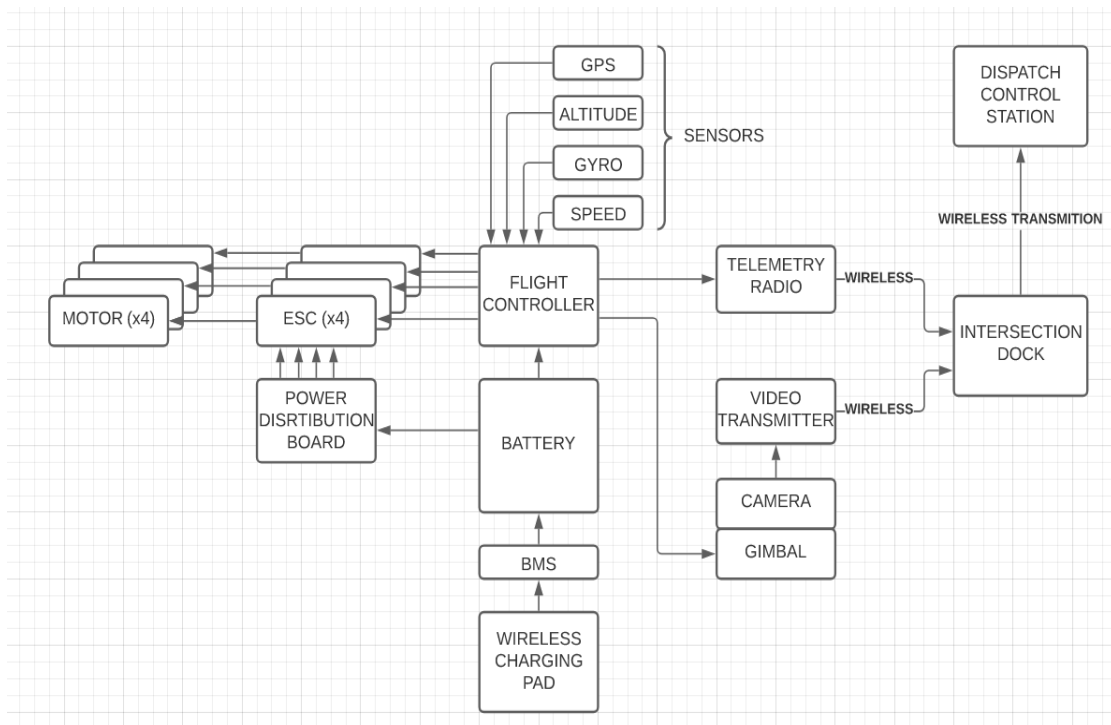 GPS
ALTITUDE
GYRO
SPEED
SENSORS
DISPATCH
CONTROL
STATION
WIRELESS TRANSMITION
MOTOR (x4)
ESC (x4)
FLIGHT
CONTROLLER
TELEMETRY
RADIO
WIRELESS
INTERSECTION
DOCK
POWER
DISRTIBUTION
BOARD
BATTERY
VIDEO
TRANSMITTER
WIRELESS
CAMERA
GIMBAL
BMS
WIRELESS
CHARGING
PAD